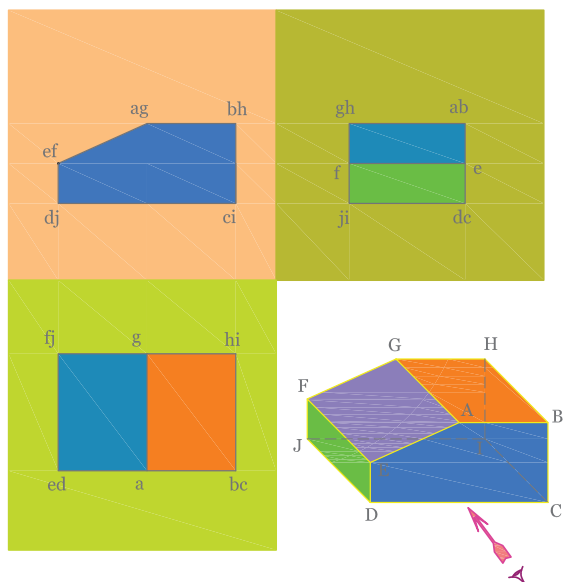 ag bh gh ab
ef f e
dj ci ji dc
fj g hi
ed a bc
G H
F A B
J I
E
D C